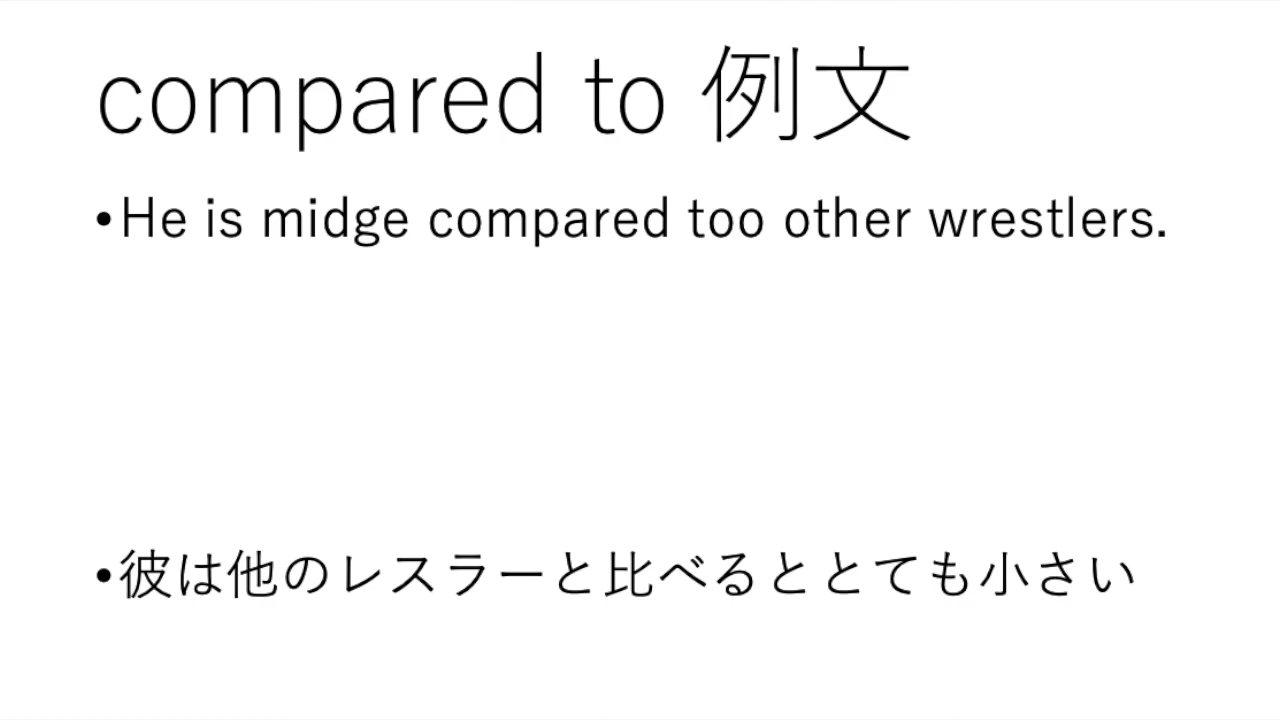 compared to 例文
•He is midge compared too other wrestlers.
•彼は他のレスラーと比べるととても小さい